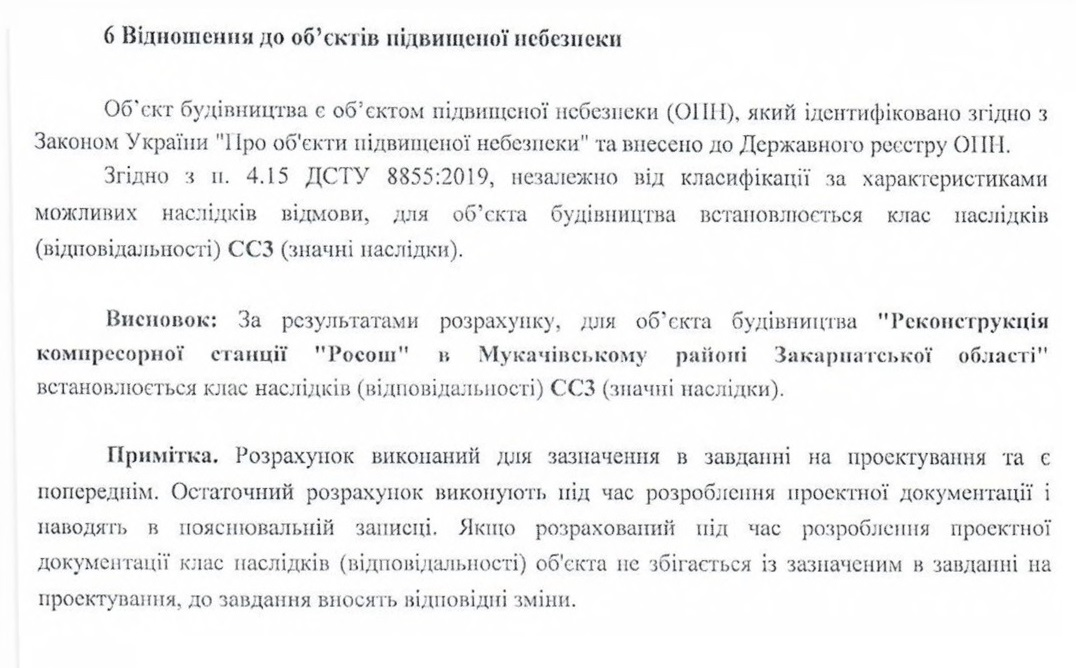 6 Відношення до об’єктів підвищеної небезпеки
Об’єкт будівництва є об’єктом підвищеної небезпеки (ОПН), який ідентифіковано згідно з
Законом України "Про об'єкти підвищеної небезпеки" та внесено до Державного реєстру ОПН.
Згідно з п. 4.15 ДСТУ 8855:2019, незалежно від класифікації за характеристиками
можливих наслідків відмови, для об’єкта будівництва встановлюється клас наслідків
(відповідальності) СС3 (значні наслідки).
Висновок: За результатами розрахунку, для об’єкта будівництва "Реконструкція
компресорної станції "Росош" в Мукачівському районі Закарпатської області"
встановлюється клас наслідків (відповідальності) СС3 (значні наслідки).
Примітка. Розрахунок виконаний для зазначення в завданні на проектування та є
попереднім. Остаточний розрахунок виконують під час розроблення проектної документації і
наводять в пояснювальній записці. Якщо розрахований під час розроблення проектної
документації клас наслідків (відповідальності) об'єкта не збігається із зазначеним в завданні на
проектування, до завдання вносять відповідні зміни.